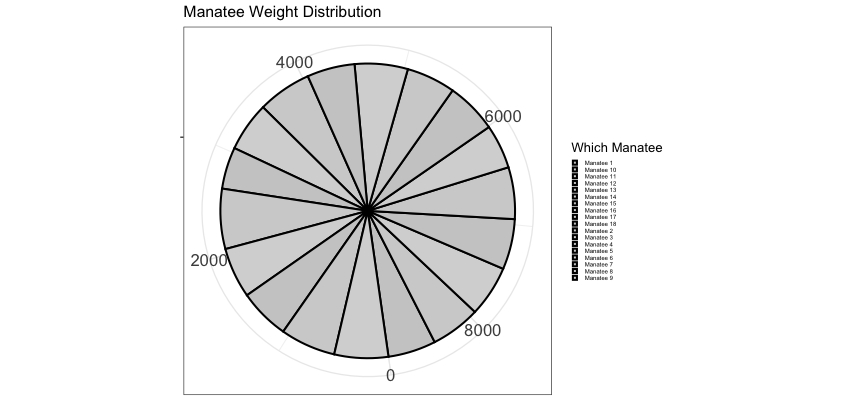 Manatee Weight Distribution
4000
6000
2000
8000
0
Which Manatee
Manatee 1
Manatee 10
Manatee 11
Manatee 12
Manatee 13
Manatee 14
Manatee 15
Manatee 16
Manatee 17
Manatee 18
Manatee 2
Manatee 3
Manatee 4
Manatee 5
Manatee 6
Manatee 7
Manatee 8
Manatee 9